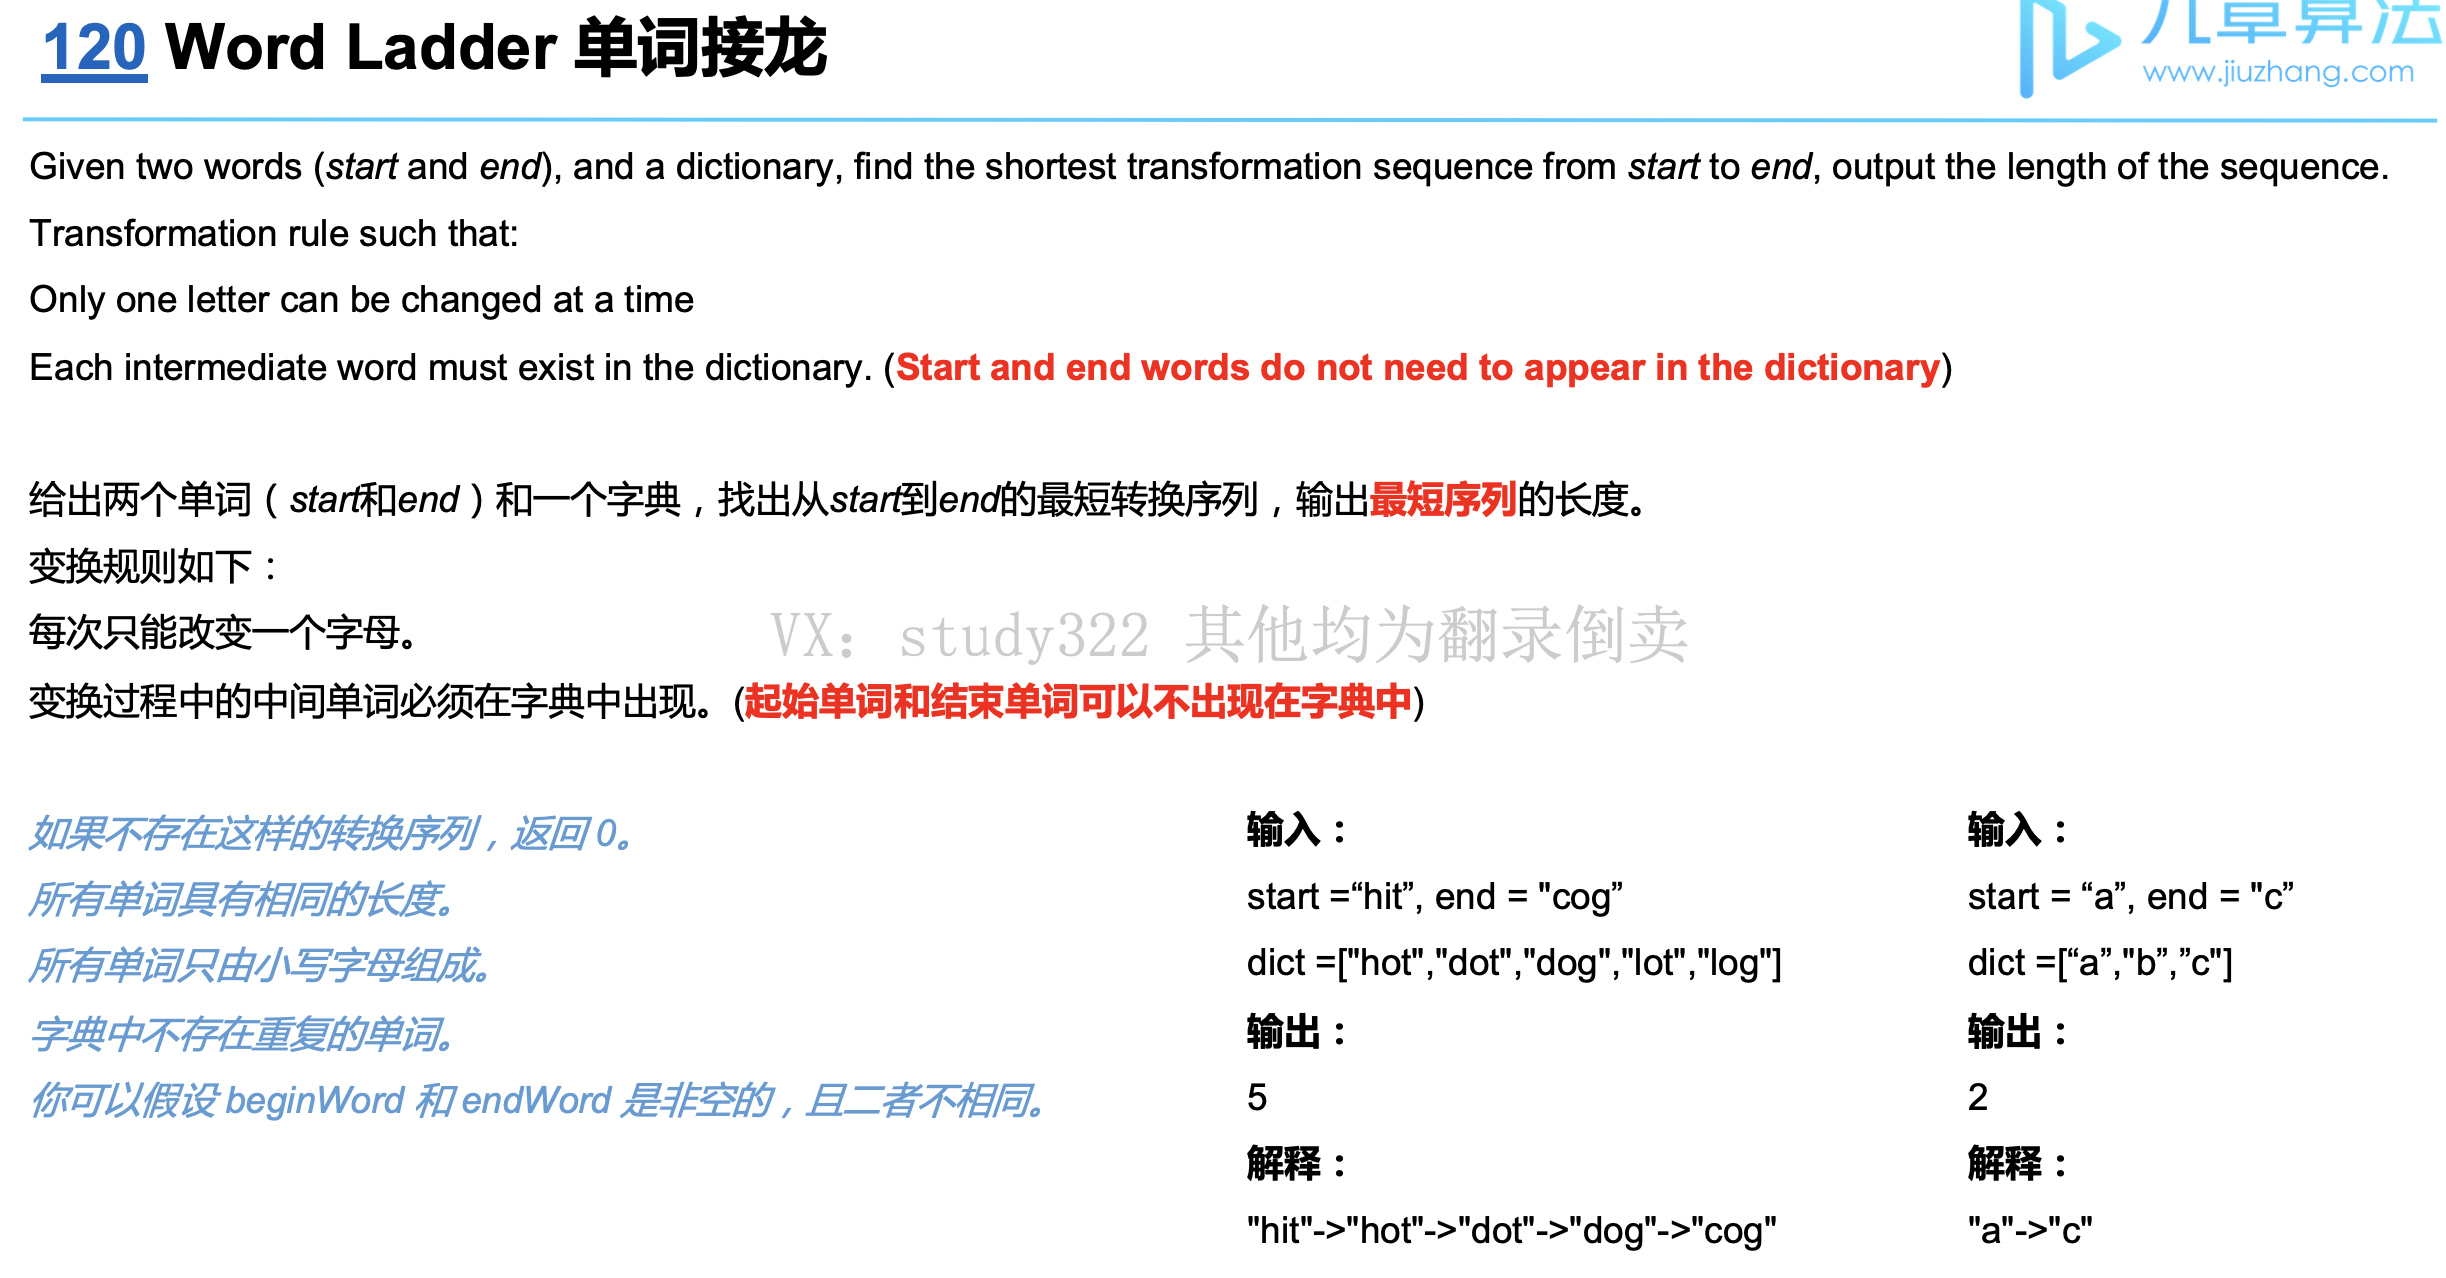 120 Word Ladder 单词接龙
九章算法
www.jiuzhang.com
Given two words (start and end), and a dictionary, find the shortest transformation sequence from start to end, output the length of the sequence.
Transformation rule such that:
Only one letter can be changed at a time
Each intermediate word must exist in the dictionary. (Start and end words do not need to appear in the dictionary)
给出两个单词（start和end）和一个字典，找出从start到end的最短转换序列，输出最短序列的长度。
变换规则如下：
每次只能改变一个字母。
VX: study322 其他均为翻录倒卖
变换过程中的中间单词必须在字典中出现。(起始单词和结束单词可以不出现在字典中)
如果不存在这样的转换序列，返回 0。
所有单词具有相同的长度。
所有单词只由小写字母组成。
字典中不存在重复的单词。
你可以假设 beginWord 和 endWord 是非空的，且二者不相同。
输入：
start =“hit”, end = "cog”
dict =["hot","dot","dog","lot","log"]
输出：
5
解释：
"hit"->"hot"->"dot"->"dog"->"cog"
输入：
start = “a”, end = "c”
dict =[“a”,"b”,”c"]
输出：
2
解释：
"a"->"c"